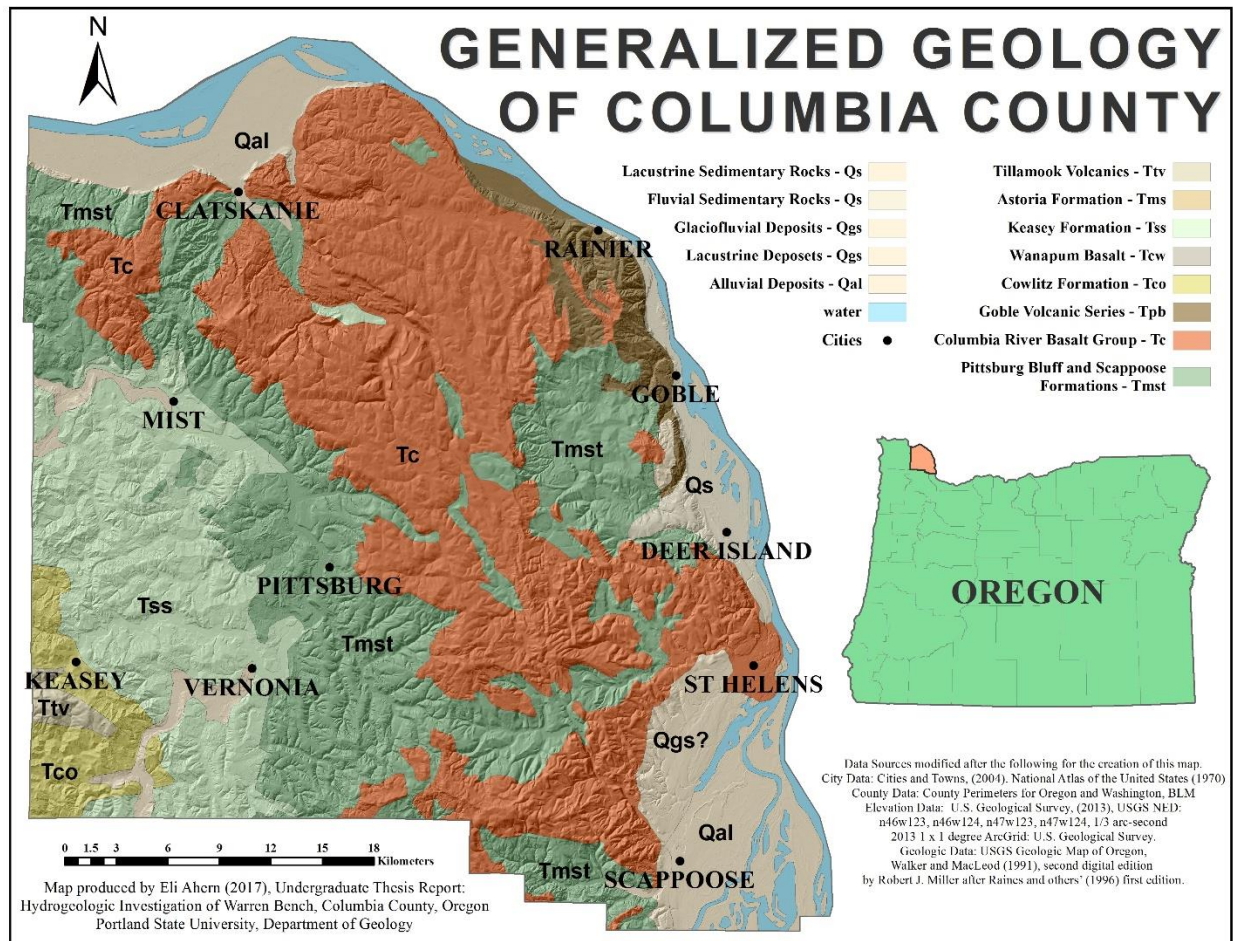 GENERALIZED GEOLOGY
OF COLUMBIA COUNTY
N
Lacustrine Sedimentary Rocks - Qs
Fluvial Sedimentary Rocks - Qs
Glaciofluvial Deposits - Qgs
Lacustrine Deposets - Qgs
Alluvial Deposits - Qal
water
Cities
Tillamook Volcanics - Ttv
Astoria Formation - Tms
Keasey Formation - Tss
Wanapum Basalt - Tcw
Cowlitz Formation - Tco
Goble Volcanic Series - Tpb
Columbia River Basalt Group - Tc
Pittsburg Bluff and Scappoose
Formations - Tmst
Qal
Tmst
CLATSKANIE
RAINIER
Tc
GOBLE
MIST
Tmst
Tc
Qs
DEER ISLAND
PITTSBURG
Tss
Tmst
KEASEY
VERNONIA
ST HELENS
Ttv
Qgs?
Tco
Qal
Tmst
SCAPPOOSE
OREGON
0 1.5 3 6 9 12 15 18
Kilometers
Map produced by Eli Ahern (2017), Undergraduate Thesis Report:
Hydrogeologic Investigation of Warren Bench, Columbia County, Oregon
Portland State University, Department of Geology
Data Sources modified after the following for the creation of this map.
City Data: Cities and Towns, (2004). National Atlas of the United States (1970)
County Data: County Perimeters for Oregon and Washington, BLM
Elevation Data: U.S. Geological Survey, (2013), USGS NED:
n46w123, n46w124, n47w123, n47w124, 1/3 arc-second
2013 1 x 1 degree ArcGrid: U.S. Geological Survey.
Geologic Data: USGS Geologic Map of Oregon,
Walker and MacLeod (1991), second digital edition
by Robert J. Miller after Raines and others' (1996) first edition.